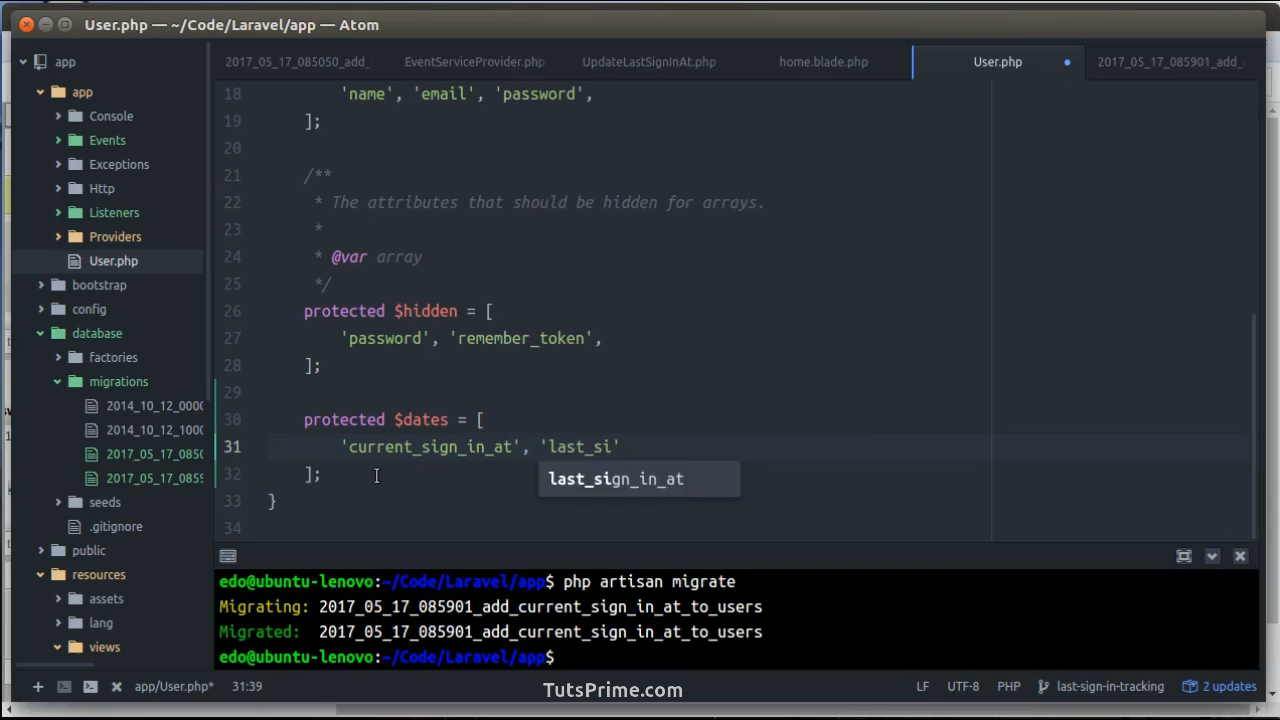 User.php — ~/Code/Laravel/app — Atom
app
2017_05_17_085050_add_
EventServiceProvider.php
UpdateLastSignInAt.php
home.blade.php
User.php
2017_05_17_085901_add_
app
Console
Events
Exceptions
Http
Listeners
Providers
User.php
bootstrap
config
database
factories
migrations
2014_10_12_0000
2014_10_12_1000
2017_05_17_0850
2017_05_17_0859
seeds
.gitignore
public
resources
assets
lang
views
18 'name', 'email', 'password',
19 ];
20
21 /**
22 * The attributes that should be hidden for arrays.
23 *
24 * @var array
25 */
26 protected $hidden = [
27 'password', 'remember_token',
28 ];
29
30 protected $dates = [
31 'current_sign_in_at', 'last_si'
32 ];
last_sign_in_at
33 }
34
edo@ubuntu-lenovo:~/Code/Laravel/app$ php artisan migrate
Migrating: 2017_05_17_085901_add_current_sign_in_at_to_users
Migrated: 2017_05_17_085901_add_current_sign_in_at_to_users
edo@ubuntu-lenovo:~/Code/Laravel/app$
app/User.php* 31:39 TutsPrime.com LF UTF-8 PHP last-sign-in-tracking 2 updates